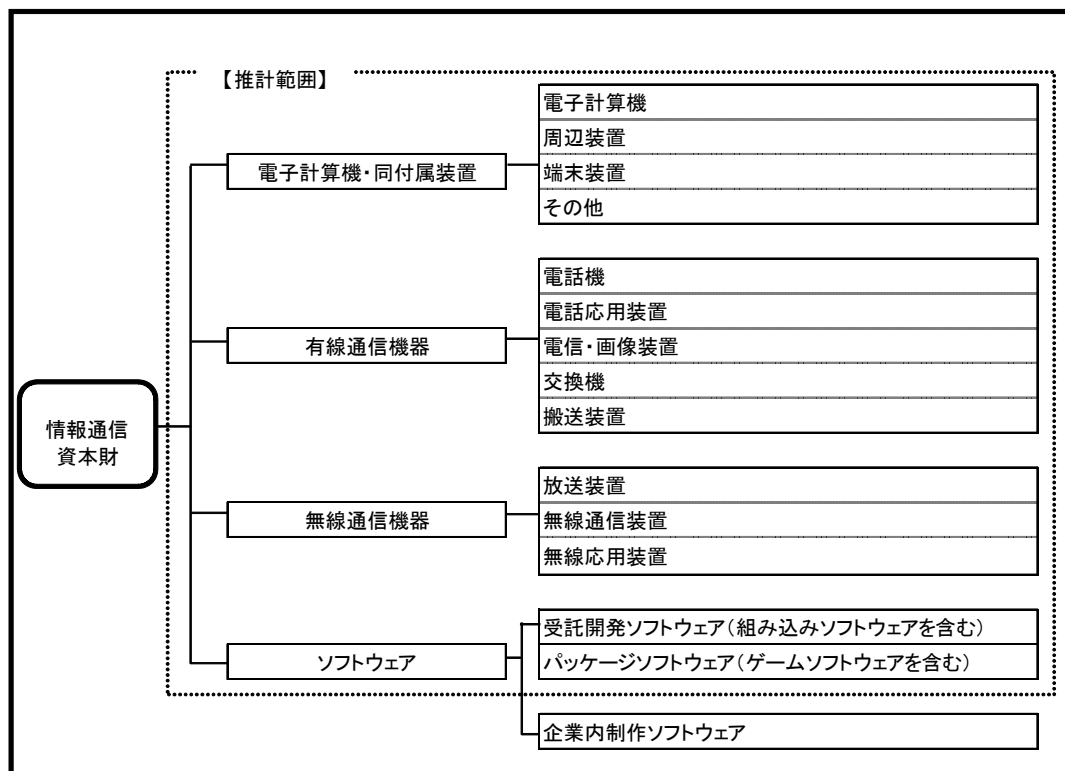 【推計範囲】
情報通信
資本財
電子計算機・同付属装置
電子計算機
周辺装置
端末装置
その他
有線通信機器
電話機
電話応用装置
電信・画像装置
交換機
搬送装置
無線通信機器
放送装置
無線通信装置
無線応用装置
ソフトウェア
受託開発ソフトウェア（組み込みソフトウェアを含む）
パッケージソフトウェア（ゲームソフトウェアを含む）
企業内制作ソフトウェア